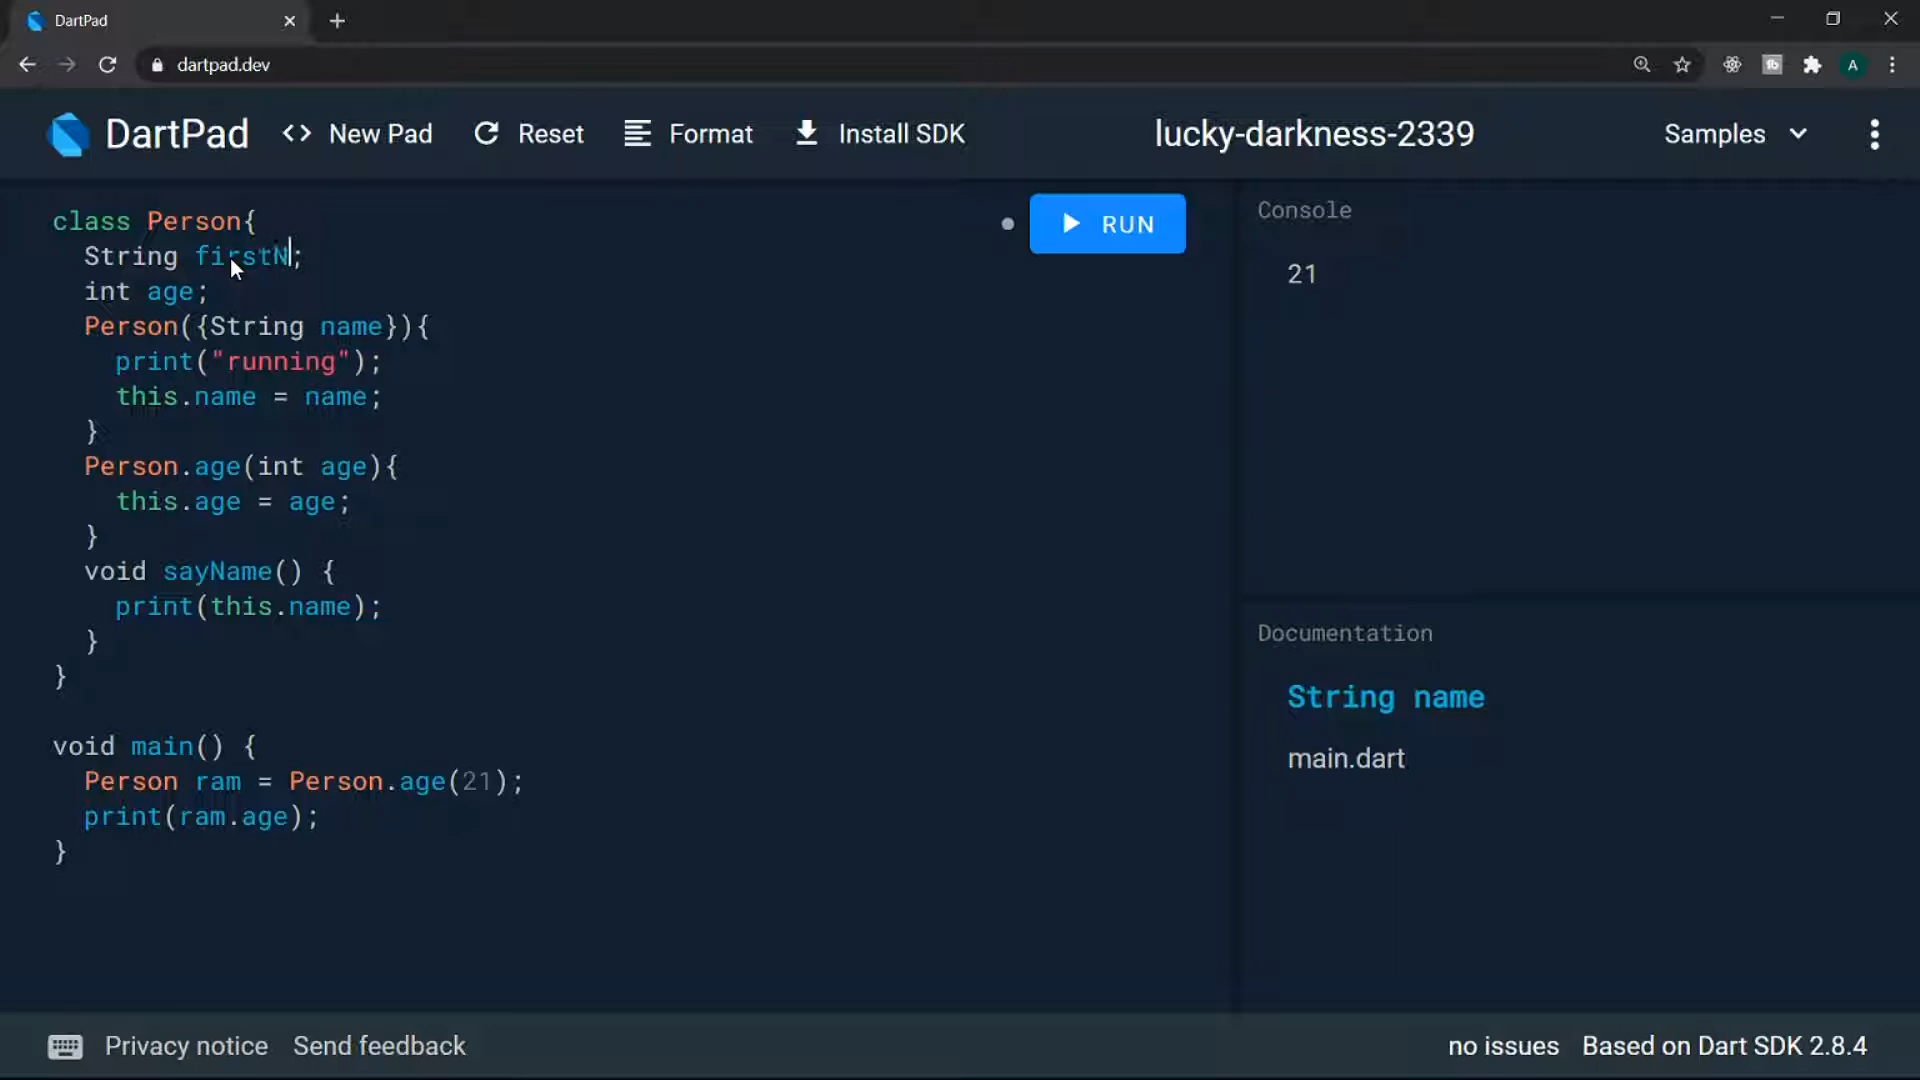 DartPad
dartpad.dev
A
DartPad <> New Pad Reset Format Install SDK lucky-darkness-2339 Samples
class Person{
String firstN;
int age;
Person({String name}){
print("running");
this.name = name;
}
Person.age(int age){
this.age = age;
}
void sayName() {
print(this.name);
}
}
void main() {
Person ram = Person.age(21);
print(ram.age);
}
RUN
Console
21
Documentation
String name
main.dart
Privacy notice Send feedback no issues Based on Dart SDK 2.8.4